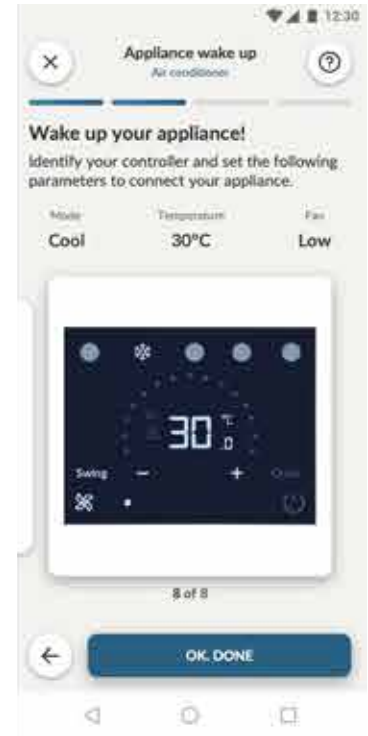 12:30
Appliance wake up
Air conditioner
Wake up your appliance!
Identify your controller and set the following
parameters to connect your appliance.
Mode Temperature Fan
Cool 30°C Low
30 °C
.0
Swing − +
8 of 8
OK, DONE